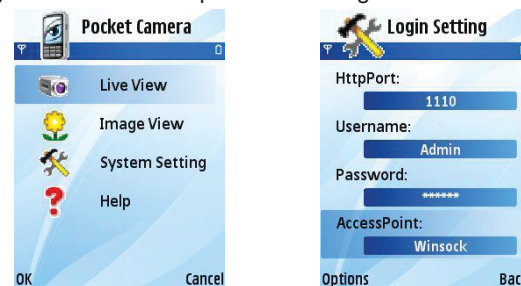 Pocket Camera
Live View
Image View
System Setting
Help
OK Cancel
Login Setting
HttpPort:
1110
Username:
Admin
Password:
******
AccessPoint:
Winsock
Options Bac